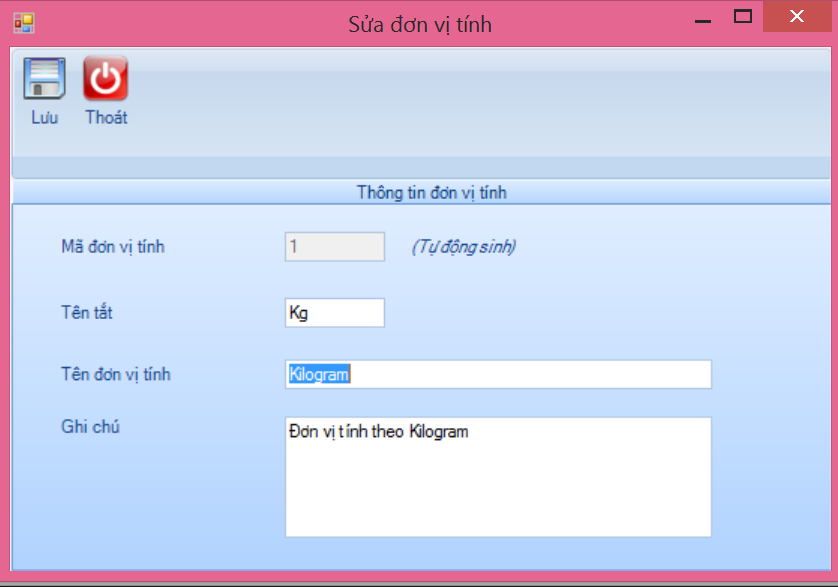 Sửa đơn vị tính
Lưu Thoát
Thông tin đơn vị tính
Mã đơn vị tính 1 (Tự động sinh)
Tên tắt Kg
Tên đơn vị tính Kilogram
Ghi chú Đơn vị tính theo Kilogram